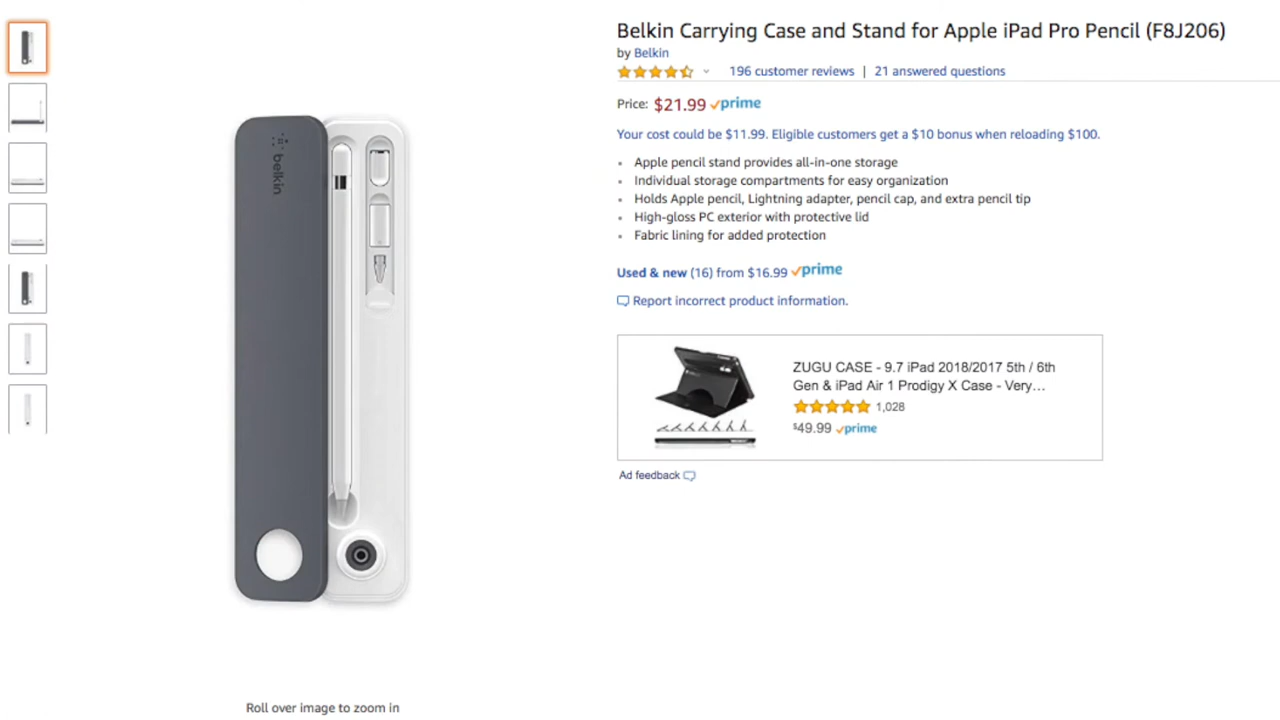 Belkin Carrying Case and Stand for Apple iPad Pro Pencil (F8J206)
by Belkin
196 customer reviews | 21 answered questions
Price: $21.99 prime
Your cost could be $11.99. Eligible customers get a $10 bonus when reloading $100.
Apple pencil stand provides all-in-one storage
Individual storage compartments for easy organization
Holds Apple pencil, Lightning adapter, pencil cap, and extra pencil tip
High-gloss PC exterior with protective lid
Fabric lining for added protection
Used & new (16) from $16.99 prime
Report incorrect product information.
ZUGU CASE - 9.7 iPad 2018/2017 5th / 6th
Gen & iPad Air 1 Prodigy X Case - Very...
1,028
$49.99 prime
Ad feedback
belkin
Roll over image to zoom in